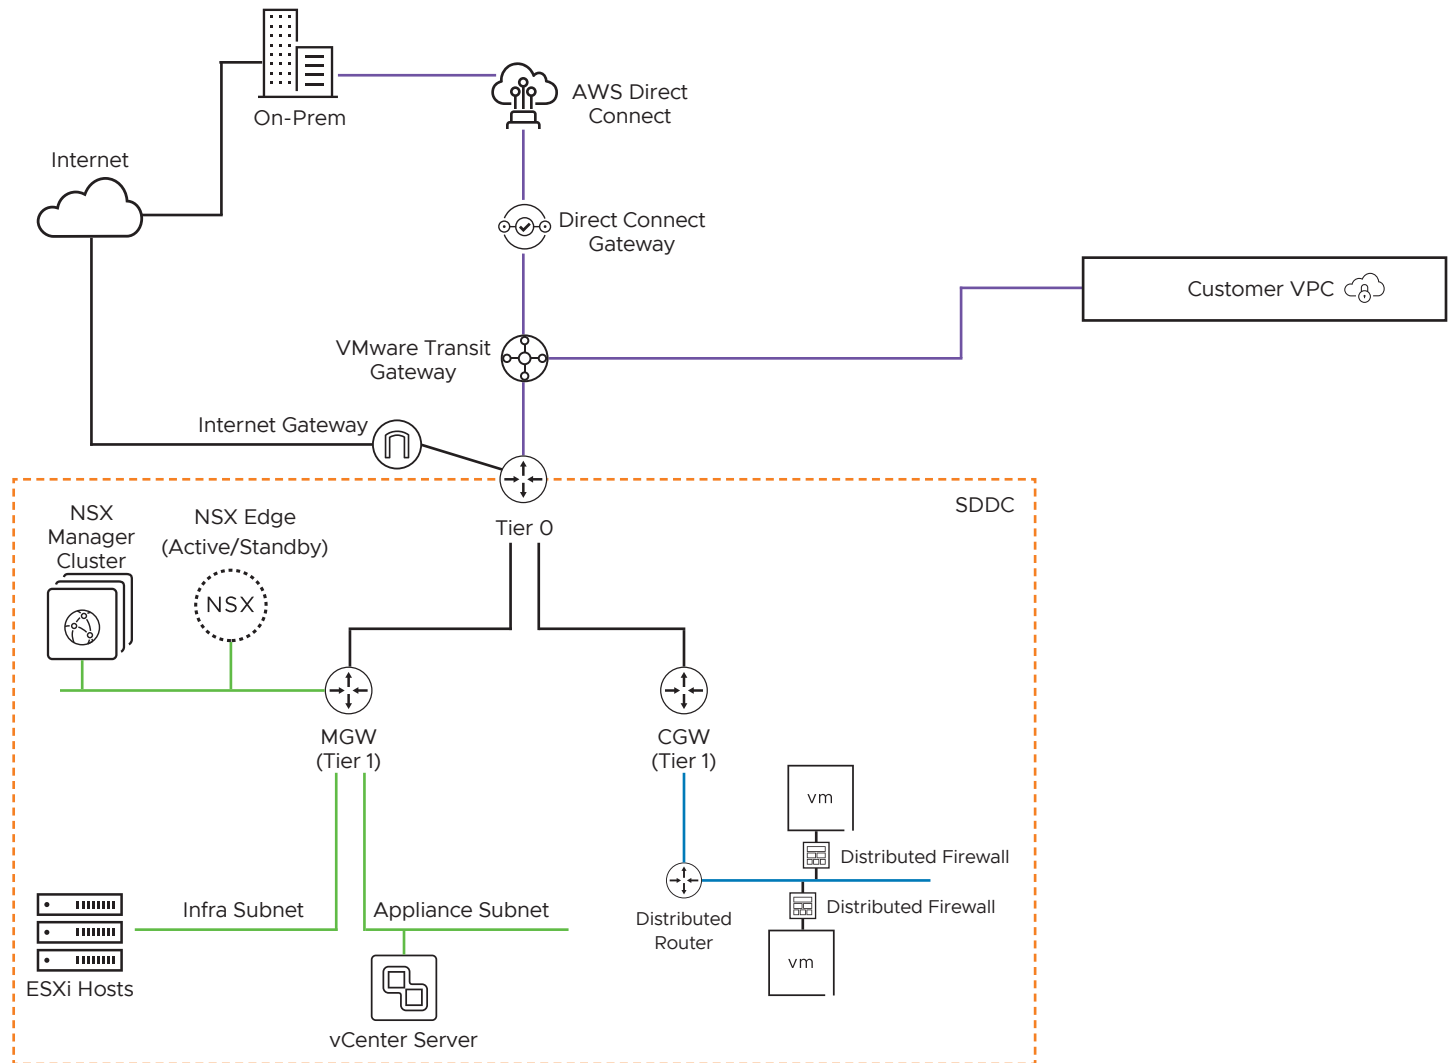 On-Prem
AWS Direct
Connect
Internet
Direct Connect
Gateway
Customer VPC
VMware Transit
Gateway
Internet Gateway
SDDC
NSX
Manager
Cluster
NSX Edge
(Active/Standby)
NSX
Tier 0
MGW
(Tier 1)
CGW
(Tier 1)
vm
Distributed Firewall
Distributed Firewall
Distributed
Router
vm
Infra Subnet
Appliance Subnet
ESXi Hosts
vCenter Server